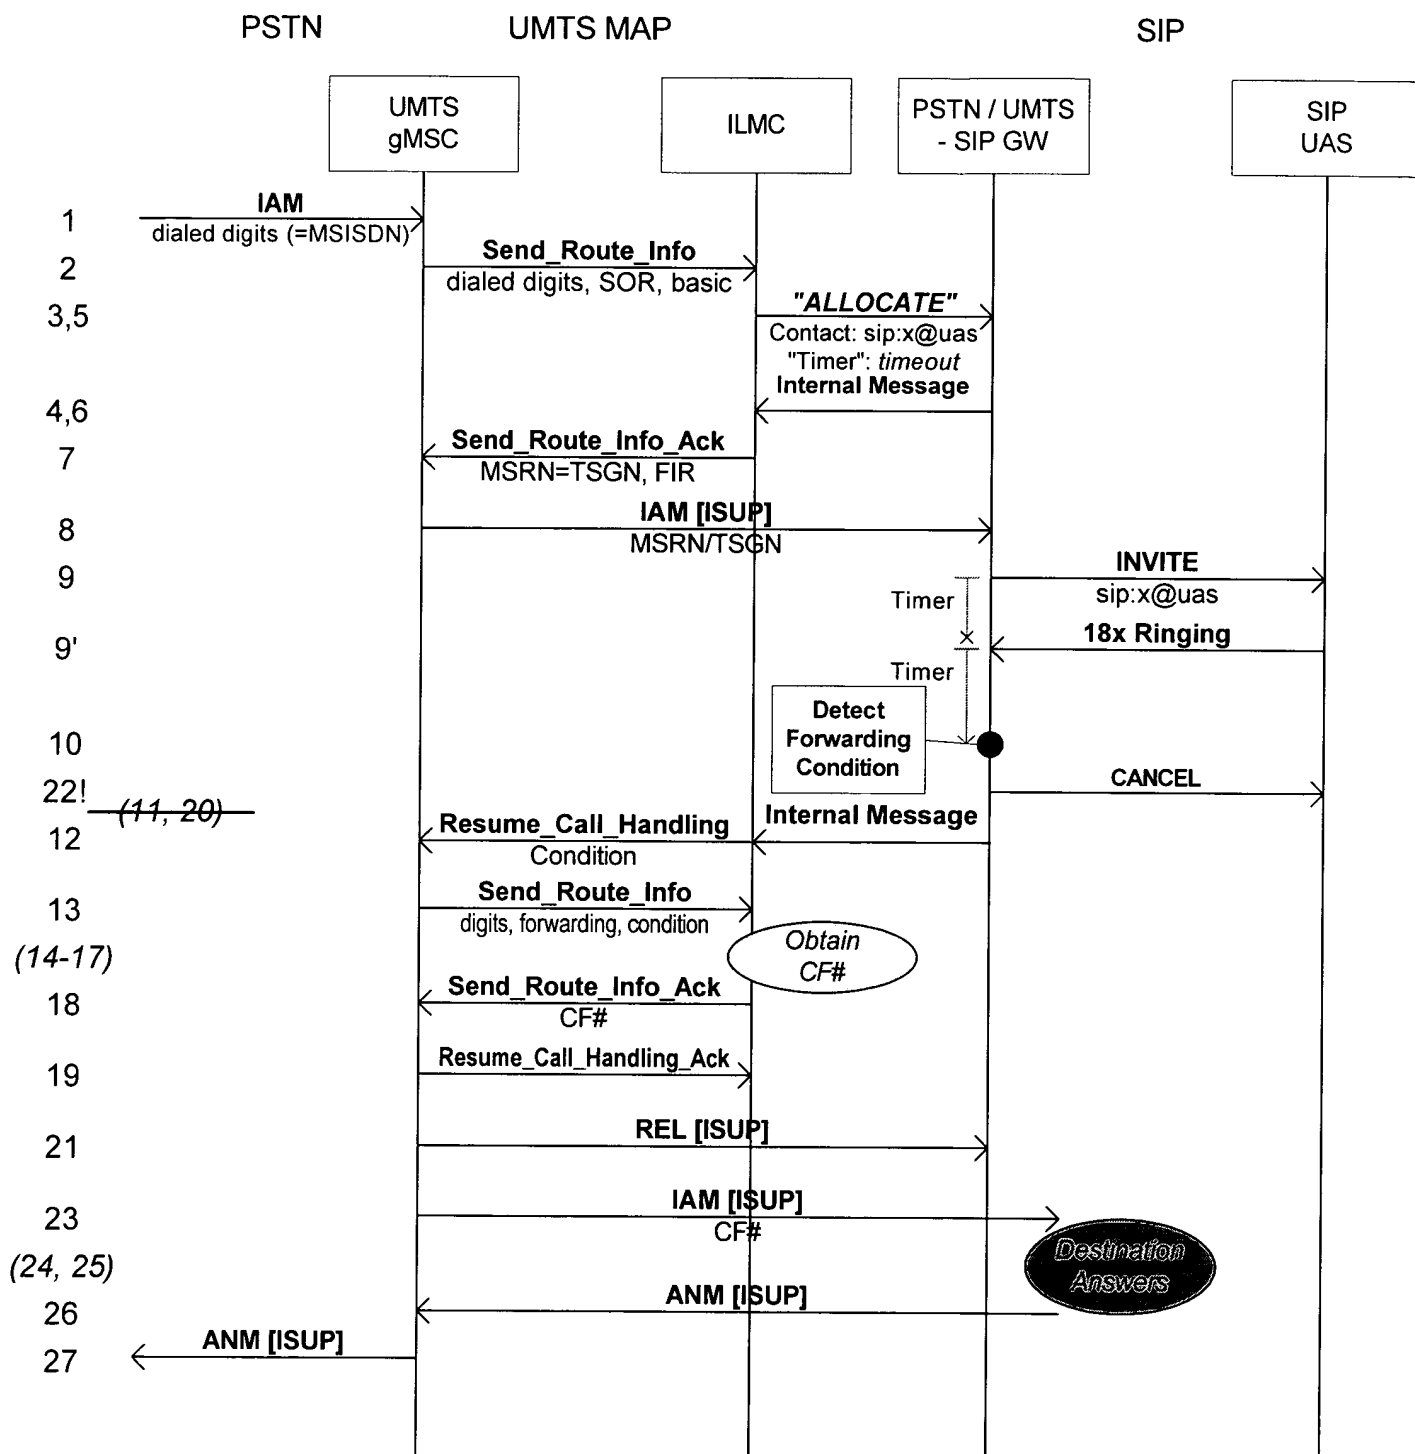 PSTN
UMTS MAP
SIP
UMTS
gMSC
ILMC
PSTN / UMTS
- SIP GW
SIP
UAS
1
IAM
dialed digits (=MSISDN)
2
Send_Route_Info
dialed digits, SOR, basic
3,5
"ALLOCATE"
Contact: sip:x@uas
"Timer": timeout
Internal Message
4,6
7
Send_Route_Info_Ack
MSRN=TSGN, FIR
8
IAM [ISUP]
MSRN/TSGN
9
INVITE
sip:x@uas
Timer
9'
18x Ringing
Timer
10
Detect
Forwarding
Condition
22!
CANCEL
(11, 20)
12
Resume_Call_Handling
Condition
Internal Message
13
Send_Route_Info
digits, forwarding, condition
(14-17)
Obtain
CF#
18
Send_Route_Info_Ack
CF#
19
Resume_Call_Handling_Ack
21
REL [ISUP]
23
IAM [ISUP]
CF#
(24, 25)
Destination
Answers
26
ANM [ISUP]
27
ANM [ISUP]